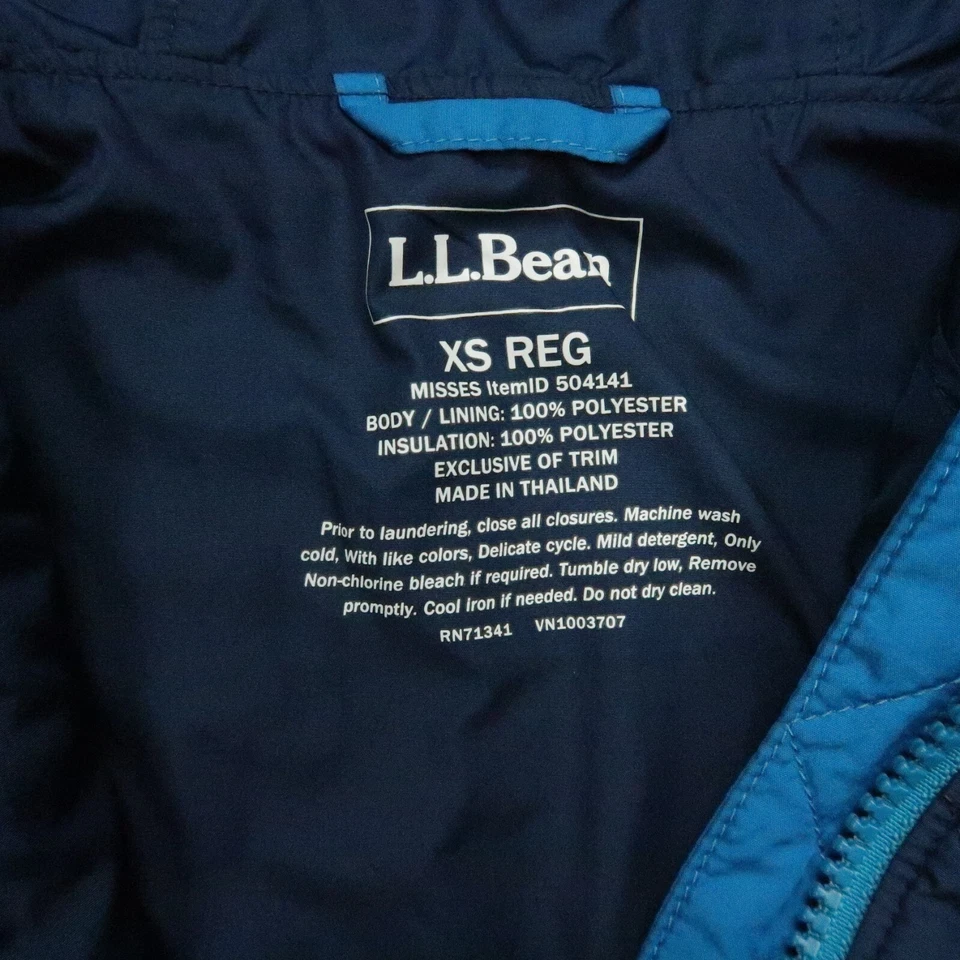 L.L.Bean
XS REG
MISSES ItemID 504141
BODY / LINING: 100% POLYESTER
INSULATION: 100% POLYESTER
EXCLUSIVE OF TRIM
MADE IN THAILAND
Prior to laundering, close all closures. Machine wash
cold, With like colors, Delicate cycle. Mild detergent, Only
Non-chlorine bleach if required. Tumble dry low, Remove
promptly. Cool Iron if needed. Do not dry clean.
RN71341 VN1003707